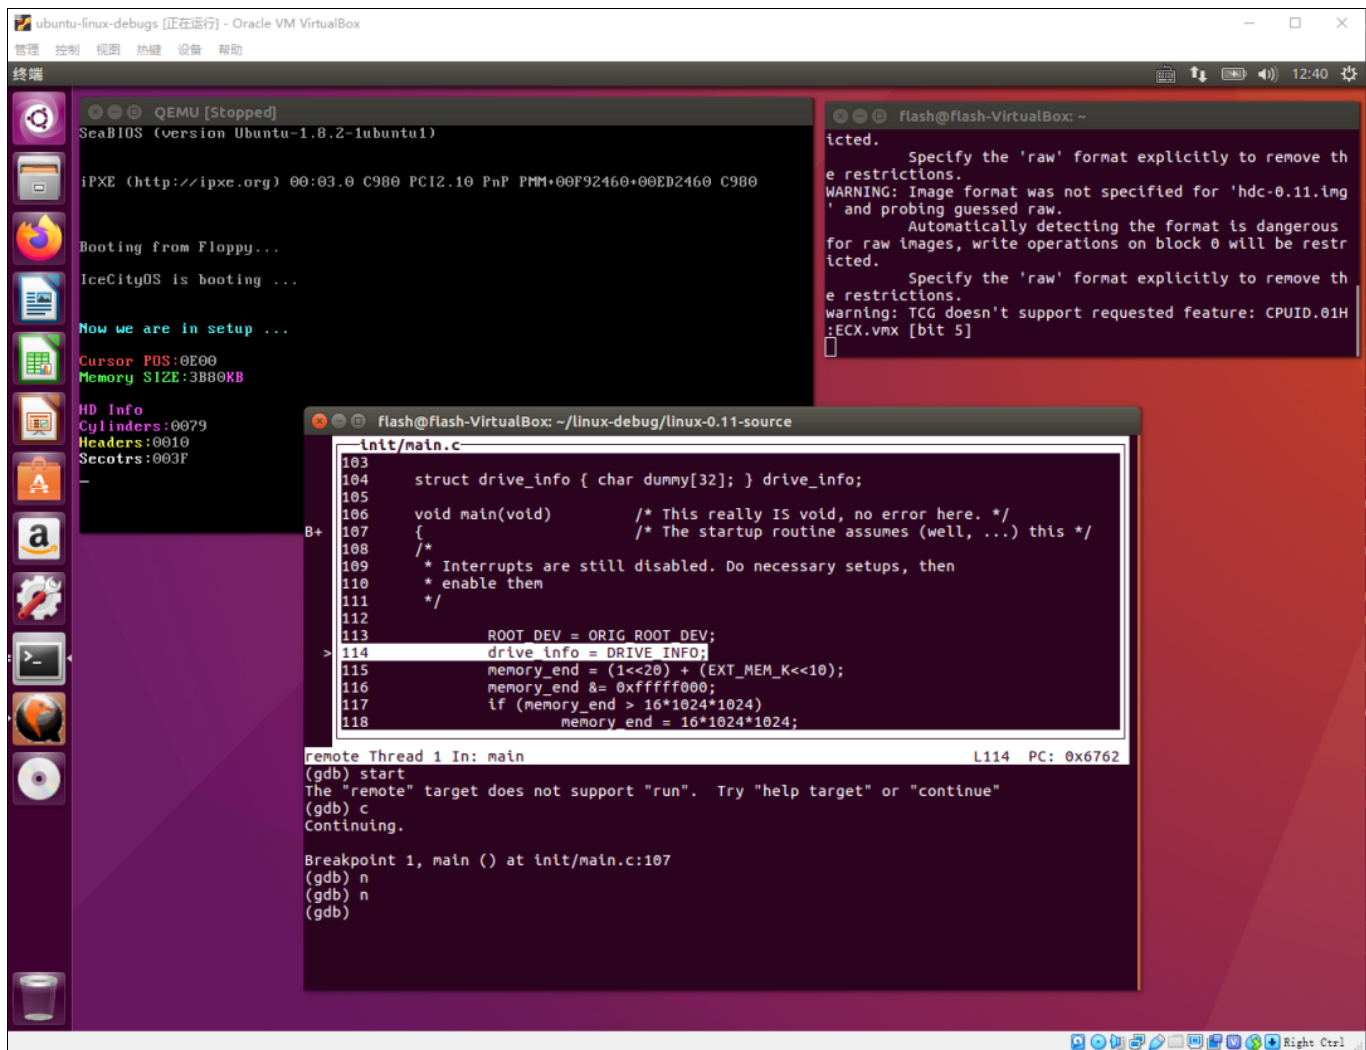 ubuntu-linux-debugs [正在运行] - Oracle VM VirtualBox
管理 控制 视图 热键 设备 帮助
终端
12:40
QEMU [Stopped]
SeaBIOS (version Ubuntu-1.8.2-1ubuntu1)
iPXE (http://ipxe.org) 00:03.0 C980 PCI2.10 PnP PMM+00F92460+00ED2460 C980
Booting from Floppy...
IceCityOS is booting ...
Now we are in setup ...
Cursor POS:0E00
Memory SIZE:3B80KB
HD Info
Cylinders:0079
Headers:0010
Secotrs:003F
flash@flash-VirtualBox: ~
icted.
Specify the 'raw' format explicitly to remove th
e restrictions.
WARNING: Image format was not specified for 'hdc-0.11.img
' and probing guessed raw.
Automatically detecting the format is dangerous
for raw images, write operations on block 0 will be restr
icted.
Specify the 'raw' format explicitly to remove th
e restrictions.
warning: TCG doesn't support requested feature: CPUID.01H
:ECX.vmx [bit 5]
flash@flash-VirtualBox: ~/linux-debug/linux-0.11-source
init/main.c
103
104 struct drive_info { char dummy[32]; } drive_info;
105
106 void main(void) /* This really IS void, no error here. */
B+ 107 { /* The startup routine assumes (well, ...) this */
108 /*
109 * Interrupts are still disabled. Do necessary setups, then
110 * enable them
111 */
112
113 ROOT_DEV = ORIG_ROOT_DEV;
> 114 drive_info = DRIVE_INFO;
115 memory_end = (1<<20) + (EXT_MEM_K<<10);
116 memory_end &= 0xfffff000;
117 if (memory_end > 16*1024*1024)
118 memory_end = 16*1024*1024;
remote Thread 1 In: main L114 PC: 0x6762
(gdb) start
The "remote" target does not support "run". Try "help target" or "continue"
(gdb) c
Continuing.
Breakpoint 1, main () at init/main.c:107
(gdb) n
(gdb) n
(gdb)
Right Ctrl